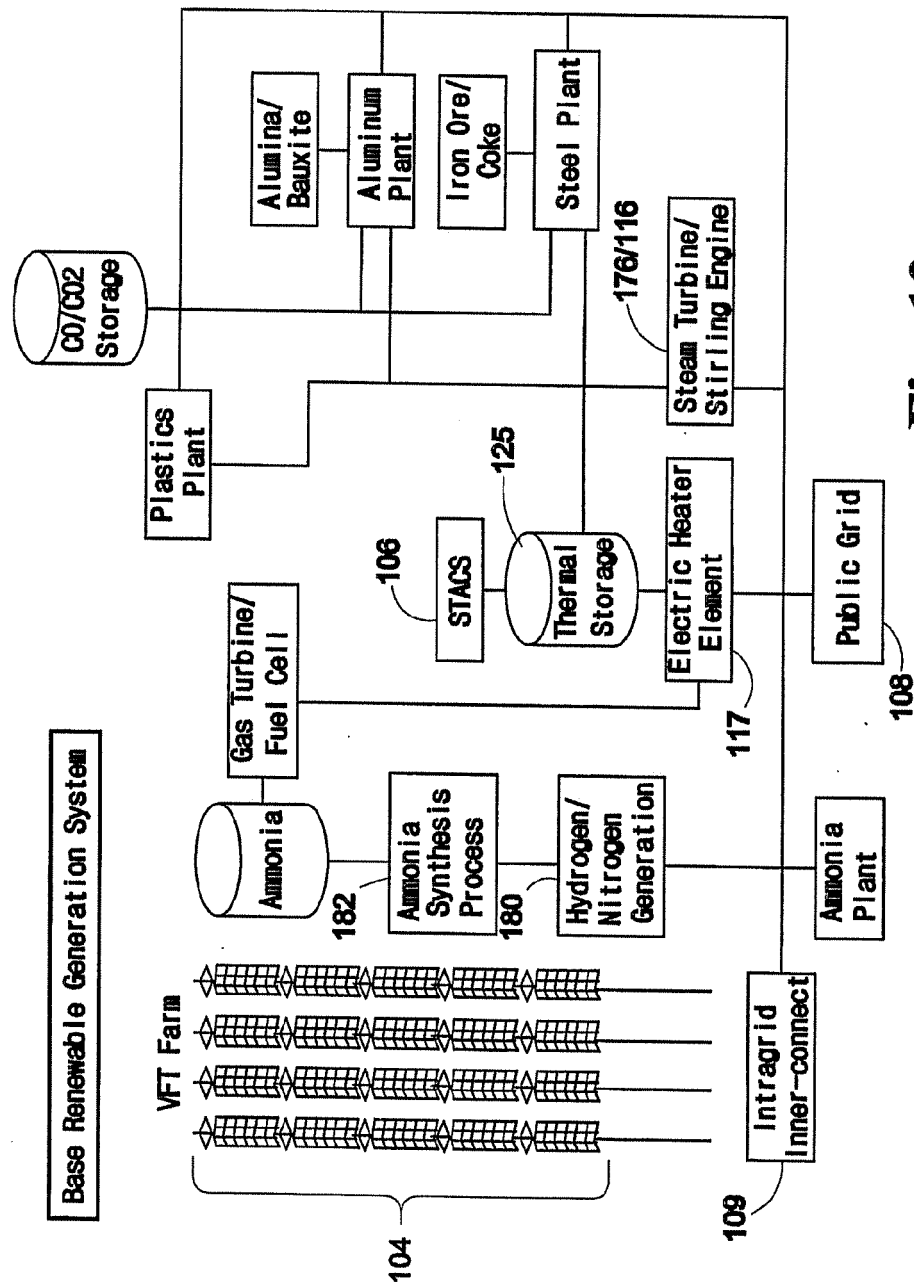 Base Renewable Generation System
VFT Farm
104
109
Intragrid
Inner-connect
Ammonia
182
Ammonia
Synthesis
Process
180
Hydrogen/
Nitrogen
Generation
Ammonia
Plant
Gas Turbine/
Fuel Cell
106
STACS
125
Thermal
Storage
Electric Heater
Element
117
Public Grid
108
Plastics
Plant
CO/CO2
Storage
Alumina/
Bauxite
Aluminum
Plant
Iron Ore/
Coke
Steel Plant
176/116
Steam Turbine/
Stirling Engine